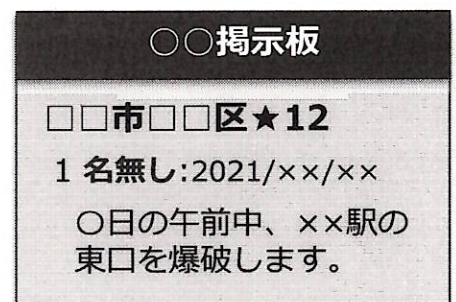 ○○掲示板
□□市□□区★12
1 名無し:2021/××/××
○日の午前中、××駅の
東口を爆破します。